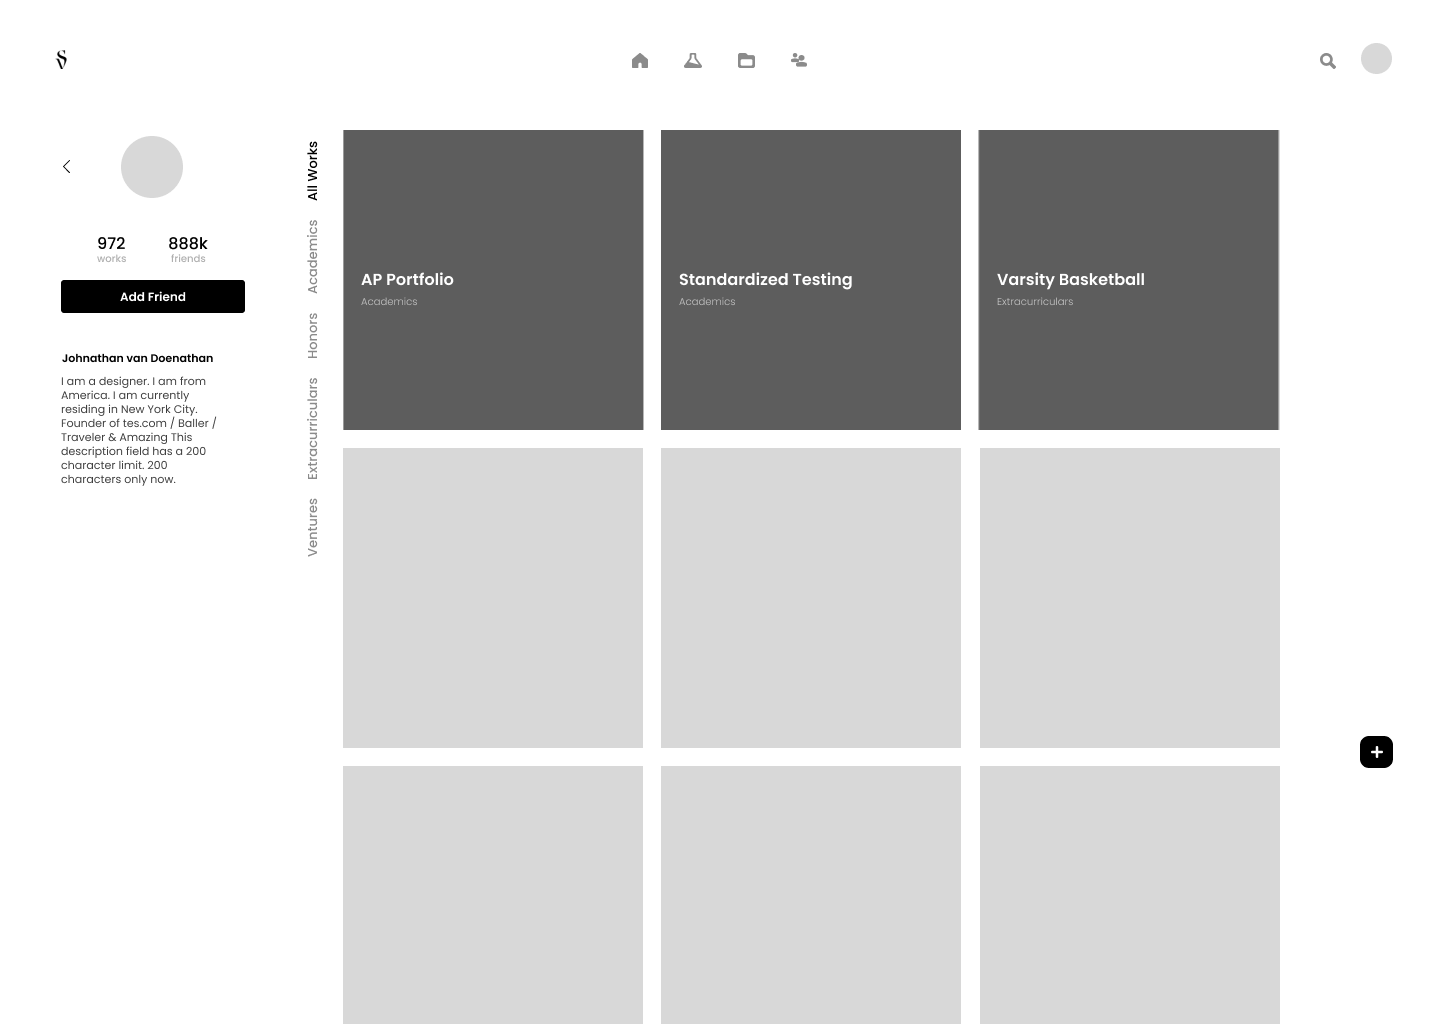 SV
972
works
888k
friends
Add Friend
Johnathan van Doenathan
I am a designer. I am from
America. I am currently
residing in New York City.
Founder of tes.com / Baller /
Traveler & Amazing This
description field has a 200
character limit. 200
characters only now.
All Works
Academics
Honors
Extracurriculars
Ventures
AP Portfolio
Academics
Standardized Testing
Academics
Varsity Basketball
Extracurriculars